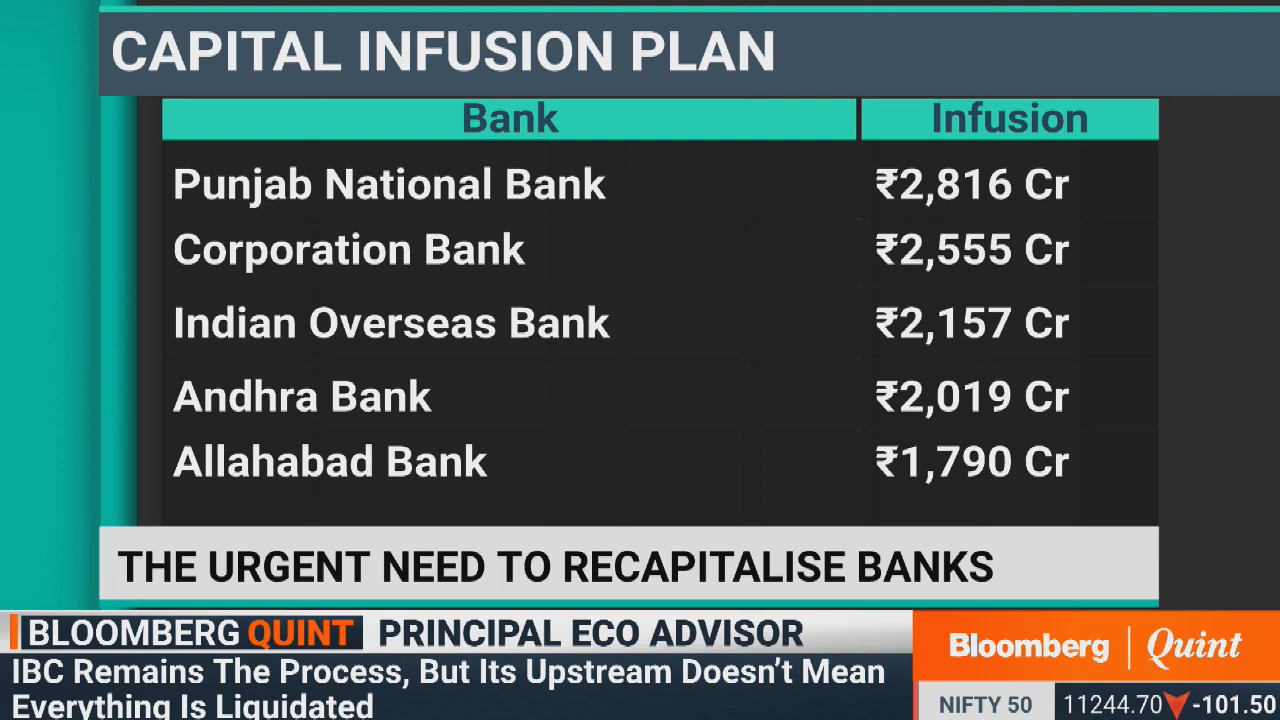 CAPITAL INFUSION PLAN
Bank Infusion
Punjab National Bank ₹2,816 Cr
Corporation Bank ₹2,555 Cr
Indian Overseas Bank ₹2,157 Cr
Andhra Bank ₹2,019 Cr
Allahabad Bank ₹1,790 Cr
THE URGENT NEED TO RECAPITALISE BANKS
BLOOMBERG QUINT PRINCIPAL ECO ADVISOR
IBC Remains The Process, But Its Upstream Doesn't Mean
Everything Is Liquidated
Bloomberg | Quint
NIFTY 50 11244.70 -101.50